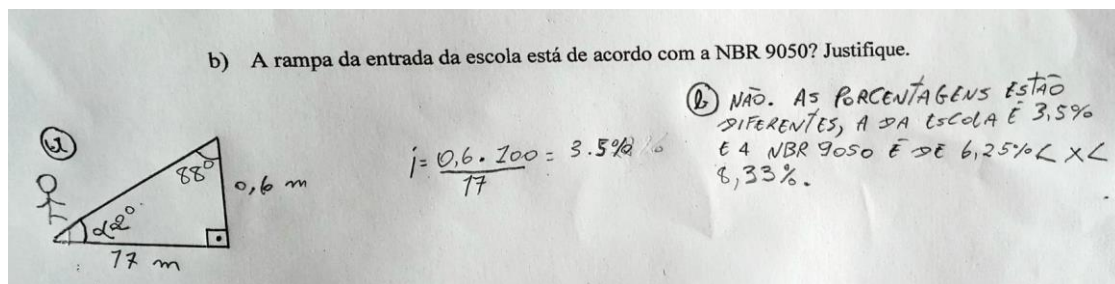 b) A rampa da entrada da escola está de acordo com a NBR 9050? Justifique.
b) NÃO. AS PORCENTAGENS ESTÃO
DIFERENTES, A DA ESCOLA É 3,5%
E A NBR 9050 É DE 6,25% < X <
8,33%.
a)
88°
0,6 m
α2°
17 m
i = 0,6 . 100 = 3.5%
17